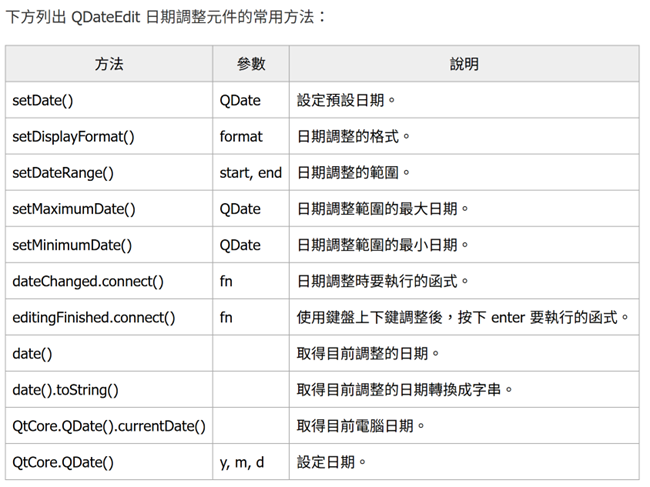 下方列出 QDateEdit 日期調整元件的常用方法：
方法 參數 說明
setDate() QDate 設定預設日期。
setDisplayFormat() format 日期調整的格式。
setDateRange() start, end 日期調整的範圍。
setMaximumDate() QDate 日期調整範圍的最大日期。
setMinimumDate() QDate 日期調整範圍的最小日期。
dateChanged.connect() fn 日期調整時要執行的函式。
editingFinished.connect() fn 使用鍵盤上下鍵調整後，按下 enter 要執行的函式。
date() 取得目前調整的日期。
date().toString() 取得目前調整的日期轉換成字串。
QtCore.QDate().currentDate() 取得目前電腦日期。
QtCore.QDate() y, m, d 設定日期。